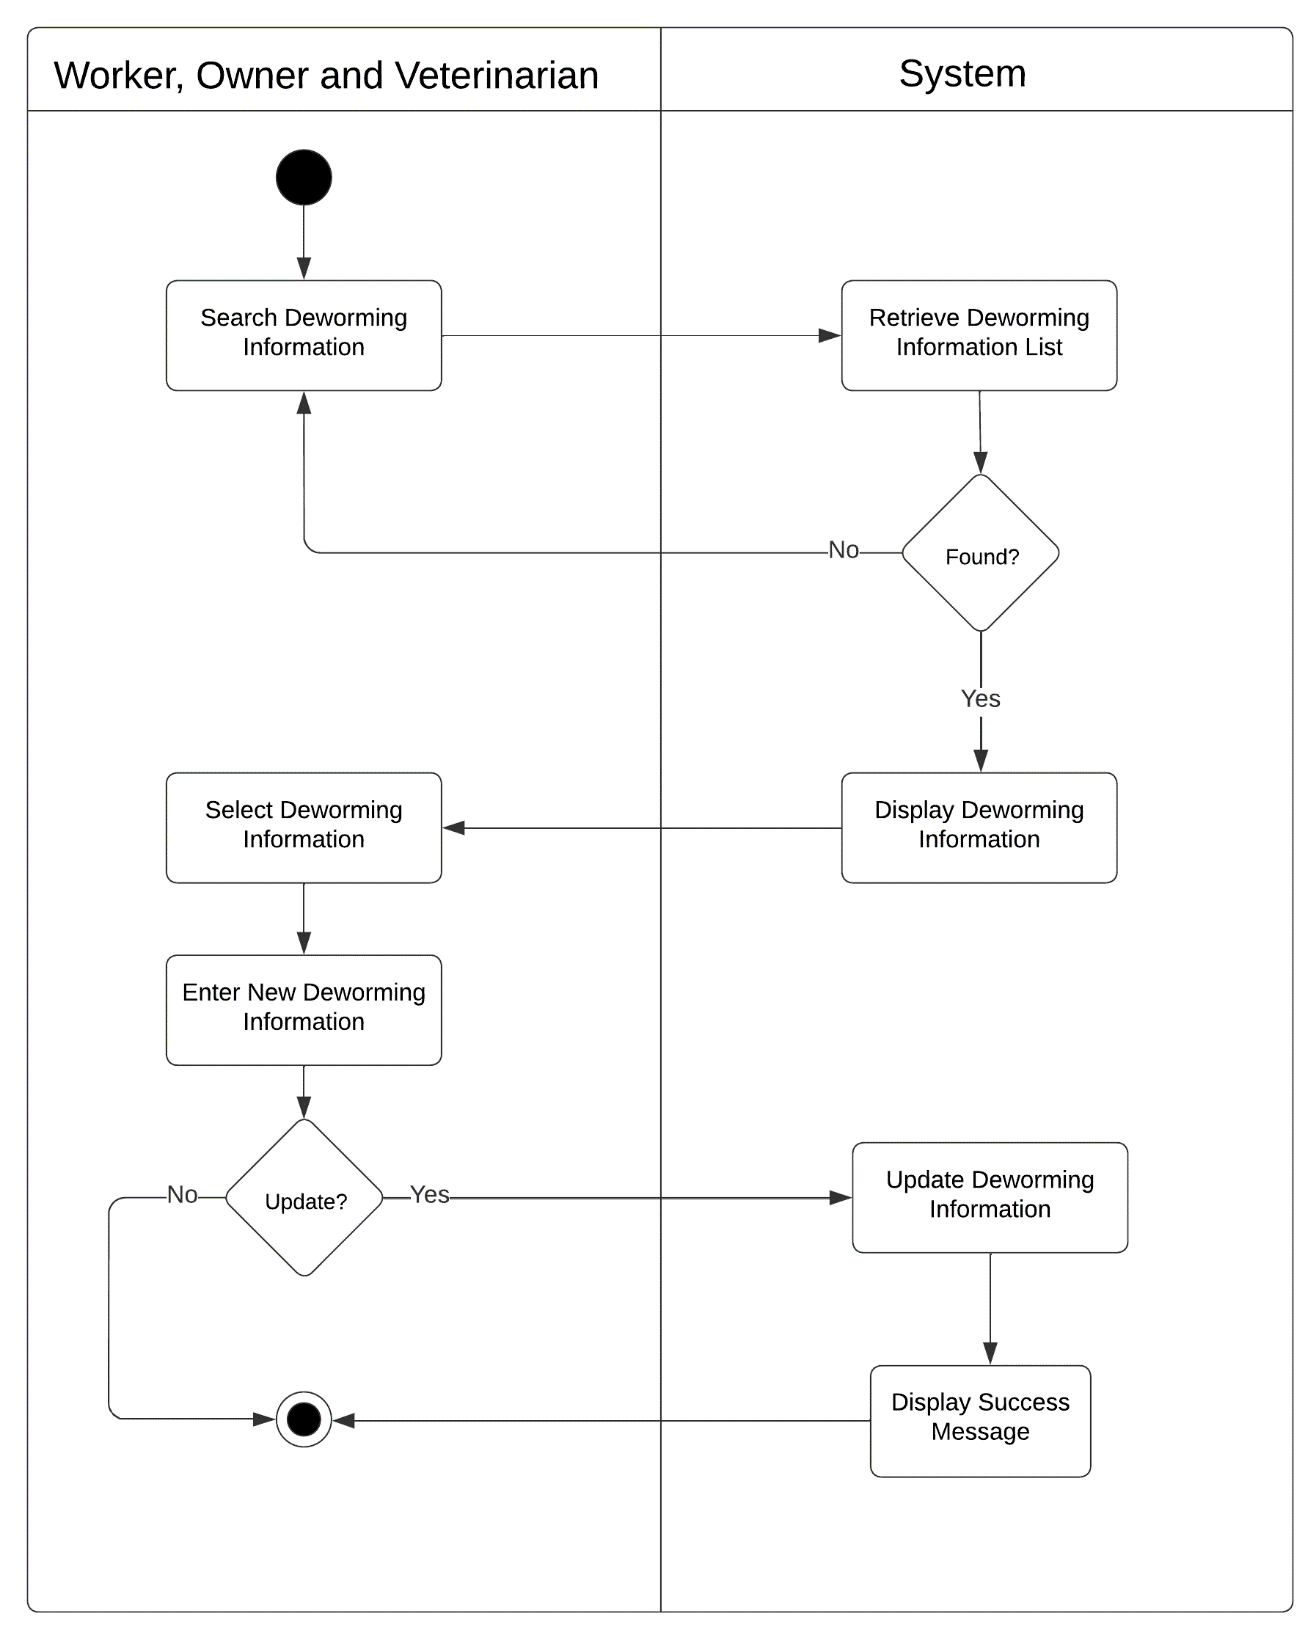 Worker, Owner and Veterinarian
System
Search Deworming
Information
Retrieve Deworming
Information List
No
Found?
Yes
Select Deworming
Information
Display Deworming
Information
Enter New Deworming
Information
No
Update?
Yes
Update Deworming
Information
Display Success
Message